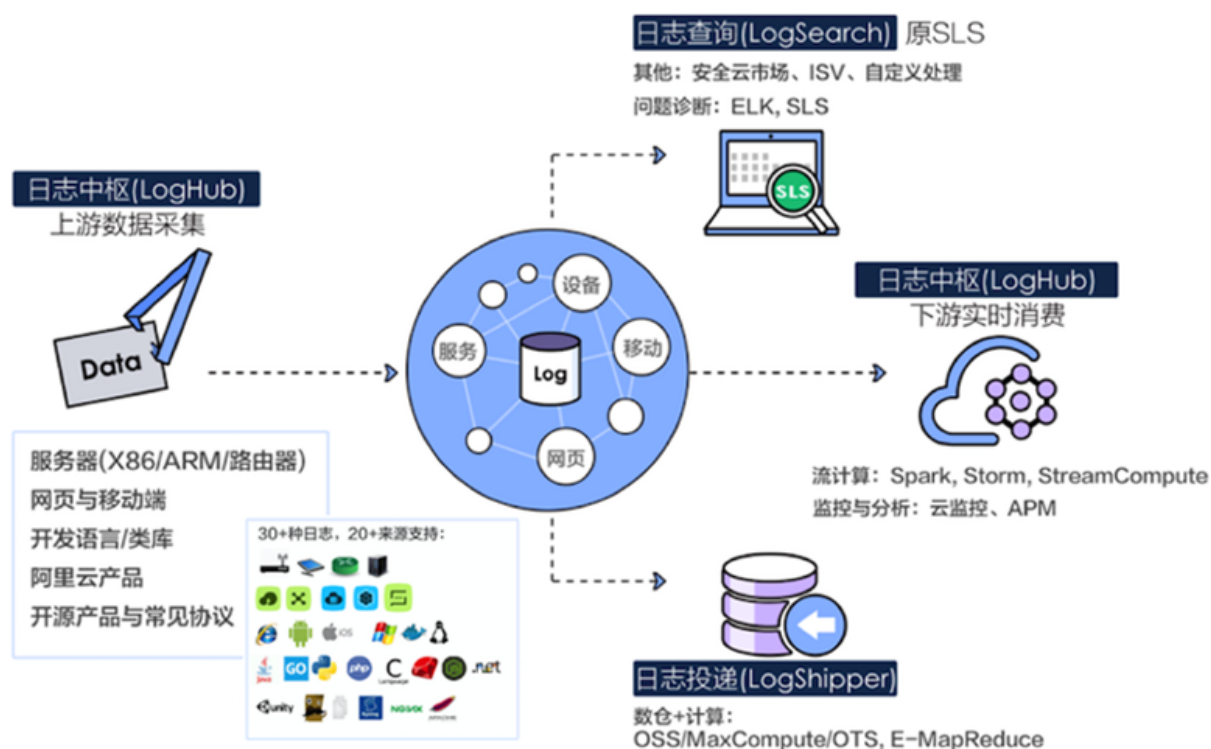 日志查询(LogSearch) 原SLS
其他：安全云市场、ISV、自定义处理
问题诊断：ELK, SLS
SLS
日志中枢(LogHub)
上游数据采集
Data
服务器(X86/ARM/路由器)
网页与移动端
开发语言/类库
阿里云产品
开源产品与常见协议
30+种日志，20+来源支持：
iOS
Java
GO
php
C
Language
.net
unity
NGINX
APACHE
设备
服务
移动
Log
网页
日志中枢(LogHub)
下游实时消费
流计算：Spark, Storm, StreamCompute
监控与分析：云监控、APM
日志投递(LogShipper)
数仓+计算：
OSS/MaxCompute/OTS, E-MapReduce